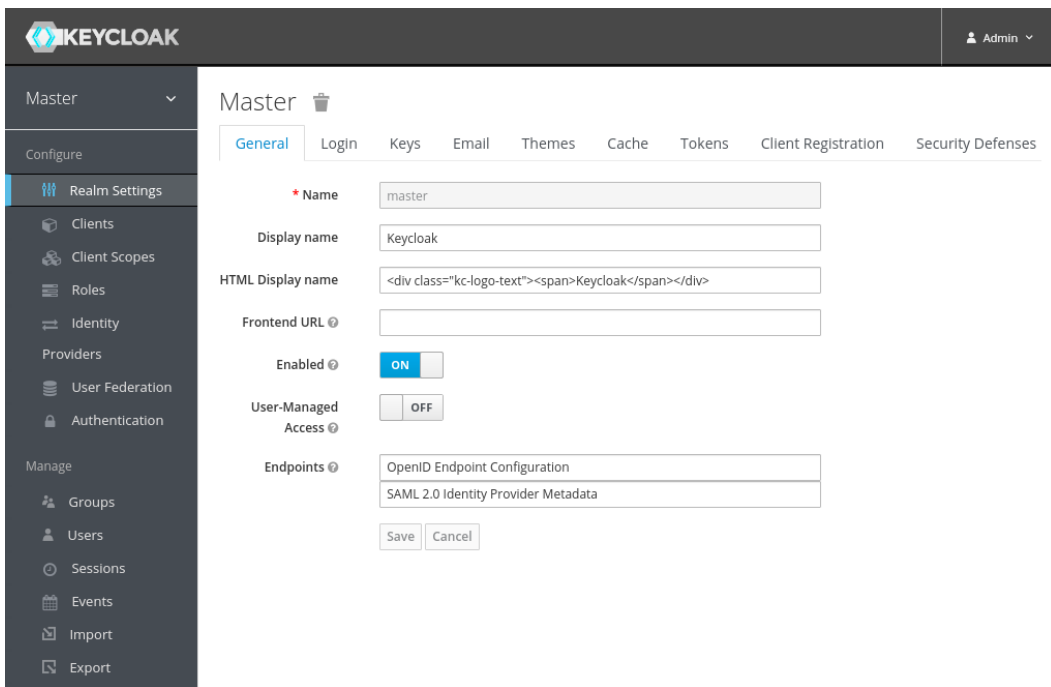 KEYCLOAK
Admin
Master
Configure
Realm Settings
Clients
Client Scopes
Roles
Identity
Providers
User Federation
Authentication
Manage
Groups
Users
Sessions
Events
Import
Export
Master
General Login Keys Email Themes Cache Tokens Client Registration Security Defenses
* Name master
Display name Keycloak
HTML Display name <div class="kc-logo-text"><span>Keycloak</span></div>
Frontend URL
Enabled ON
User-Managed
Access OFF
Endpoints OpenID Endpoint Configuration
SAML 2.0 Identity Provider Metadata
Save Cancel